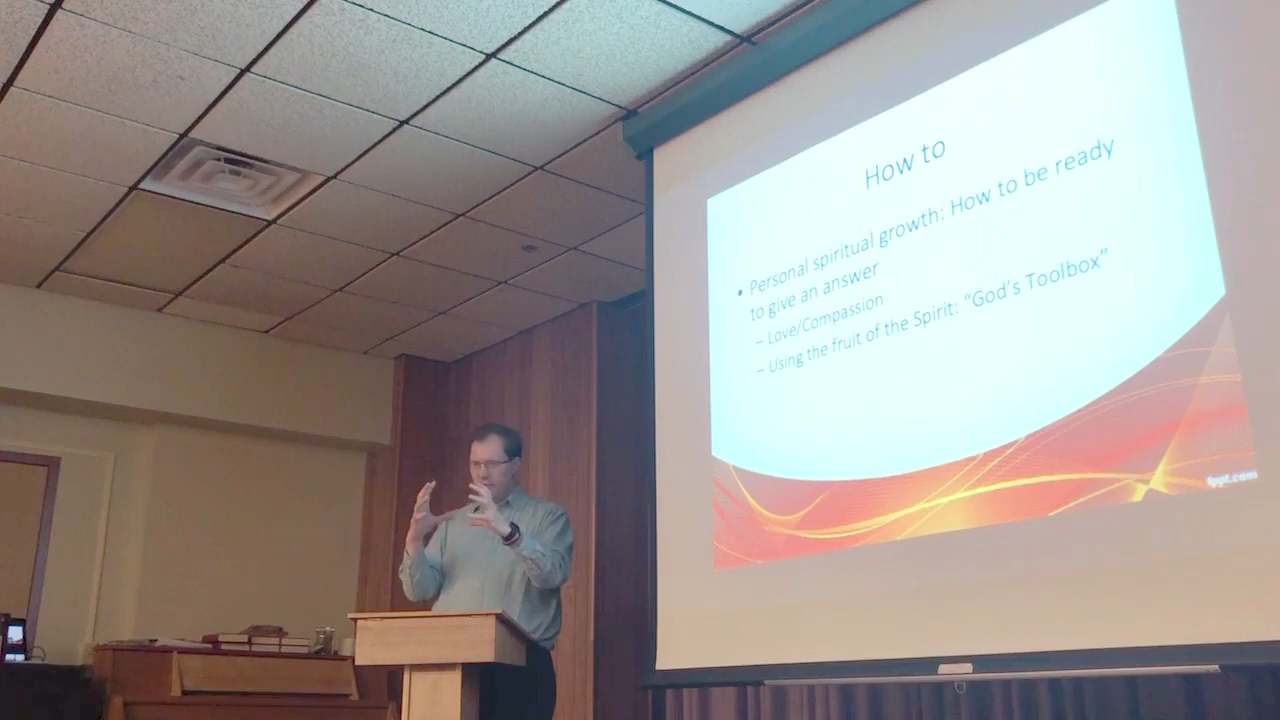 How to
• Personal spiritual growth: How to be ready
to give an answer
– Love/Compassion
– Using the fruit of the Spirit: “God’s Toolbox”
fppt.com